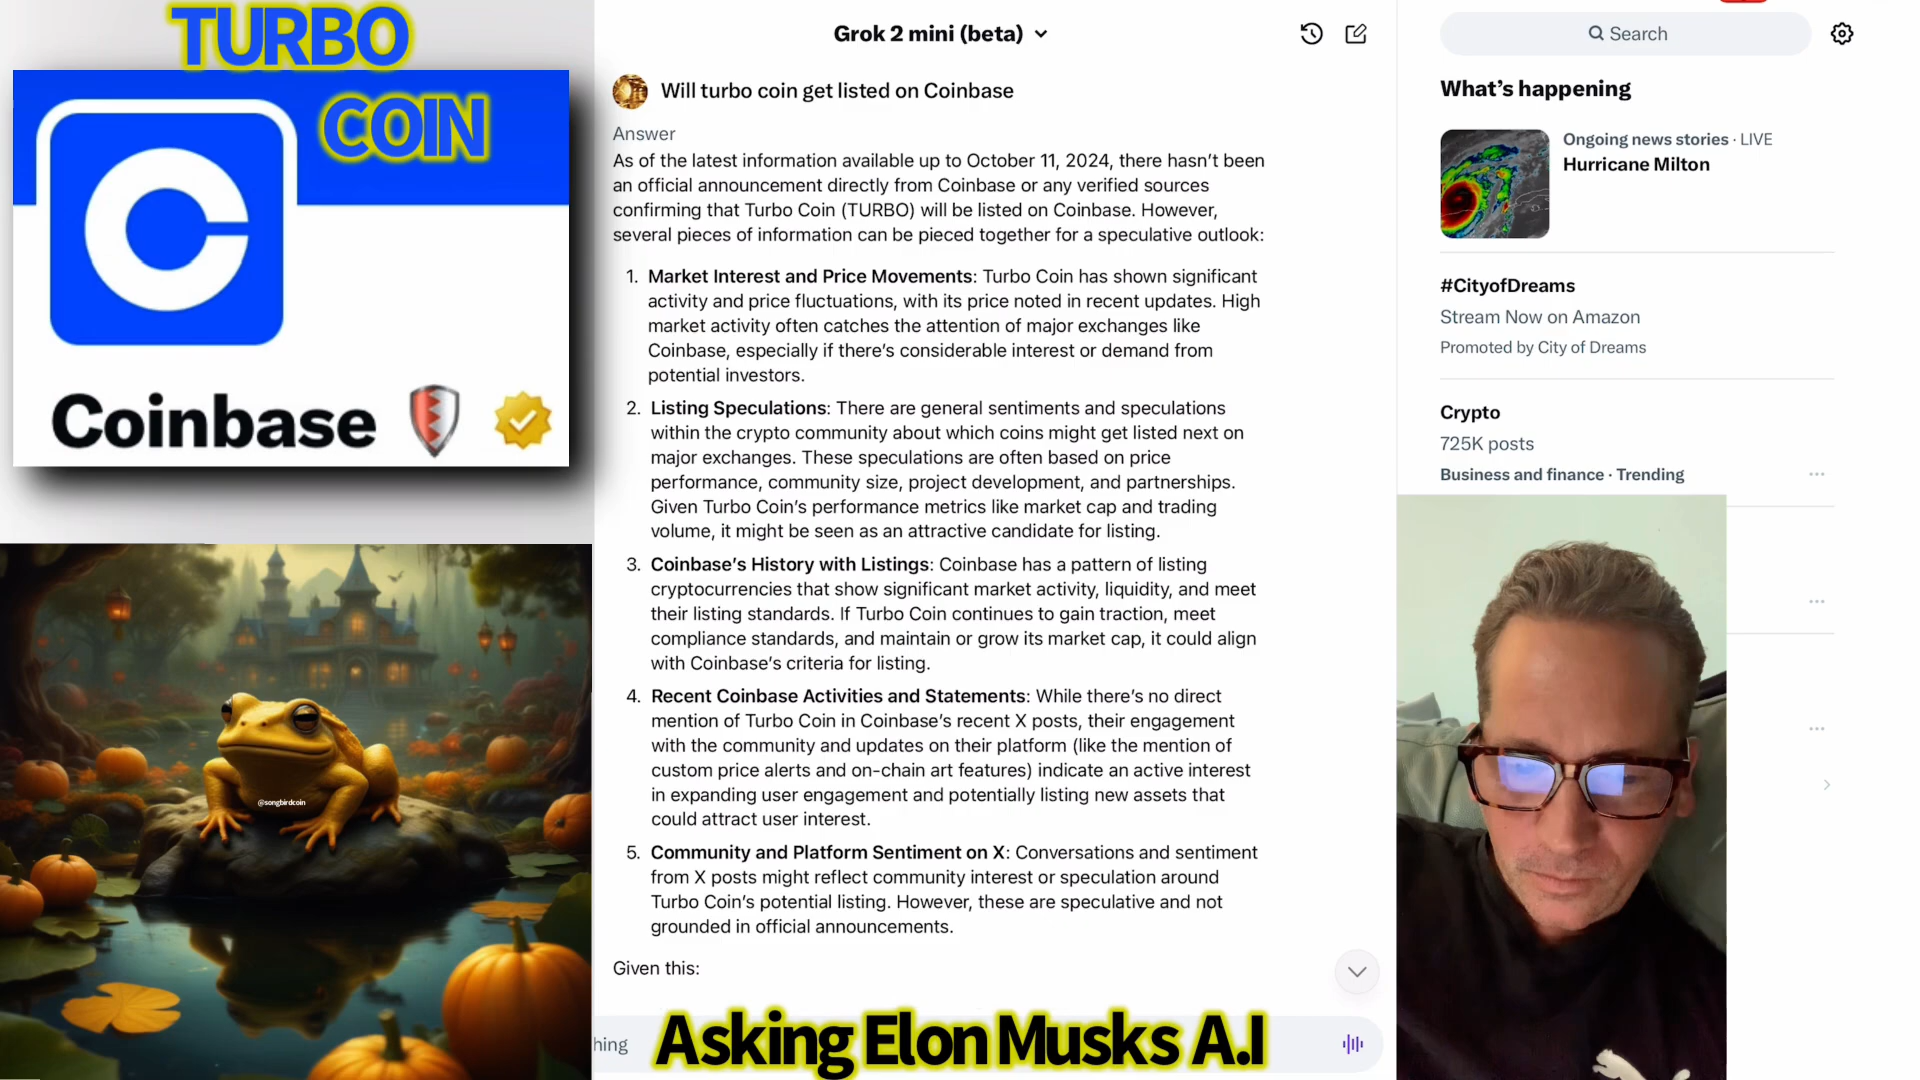 TURBO
COIN
Coinbase
@songbirdcoin
Grok 2 mini (beta)
Will turbo coin get listed on Coinbase
Answer
As of the latest information available up to October 11, 2024, there hasn't been
an official announcement directly from Coinbase or any verified sources
confirming that Turbo Coin (TURBO) will be listed on Coinbase. However,
several pieces of information can be pieced together for a speculative outlook:
1. Market Interest and Price Movements: Turbo Coin has shown significant
activity and price fluctuations, with its price noted in recent updates. High
market activity often catches the attention of major exchanges like
Coinbase, especially if there's considerable interest or demand from
potential investors.
2. Listing Speculations: There are general sentiments and speculations
within the crypto community about which coins might get listed next on
major exchanges. These speculations are often based on price
performance, community size, project development, and partnerships.
Given Turbo Coin's performance metrics like market cap and trading
volume, it might be seen as an attractive candidate for listing.
3. Coinbase's History with Listings: Coinbase has a pattern of listing
cryptocurrencies that show significant market activity, liquidity, and meet
their listing standards. If Turbo Coin continues to gain traction, meet
compliance standards, and maintain or grow its market cap, it could align
with Coinbase's criteria for listing.
4. Recent Coinbase Activities and Statements: While there's no direct
mention of Turbo Coin in Coinbase's recent X posts, their engagement
with the community and updates on their platform (like the mention of
custom price alerts and on-chain art features) indicate an active interest
in expanding user engagement and potentially listing new assets that
could attract user interest.
5. Community and Platform Sentiment on X: Conversations and sentiment
from X posts might reflect community interest or speculation around
Turbo Coin's potential listing. However, these are speculative and not
grounded in official announcements.
Given this:
hing
Asking Elon Musks A.I
Search
What's happening
Ongoing news stories · LIVE
Hurricane Milton
#CityofDreams
Stream Now on Amazon
Promoted by City of Dreams
Crypto
725K posts
Business and finance · Trending